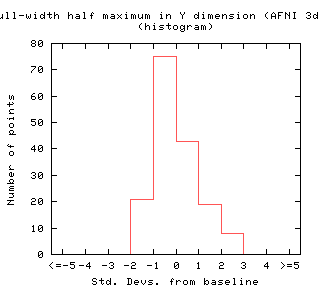 ull-width half maximum in Y dimension (AFNI 3d
(histogram)
80
70
60
50
40
30
20
10
0
Number of points
<=-5 -4 -3 -2 -1 0 1 2 3 4 >=5
Std. Devs. from baseline